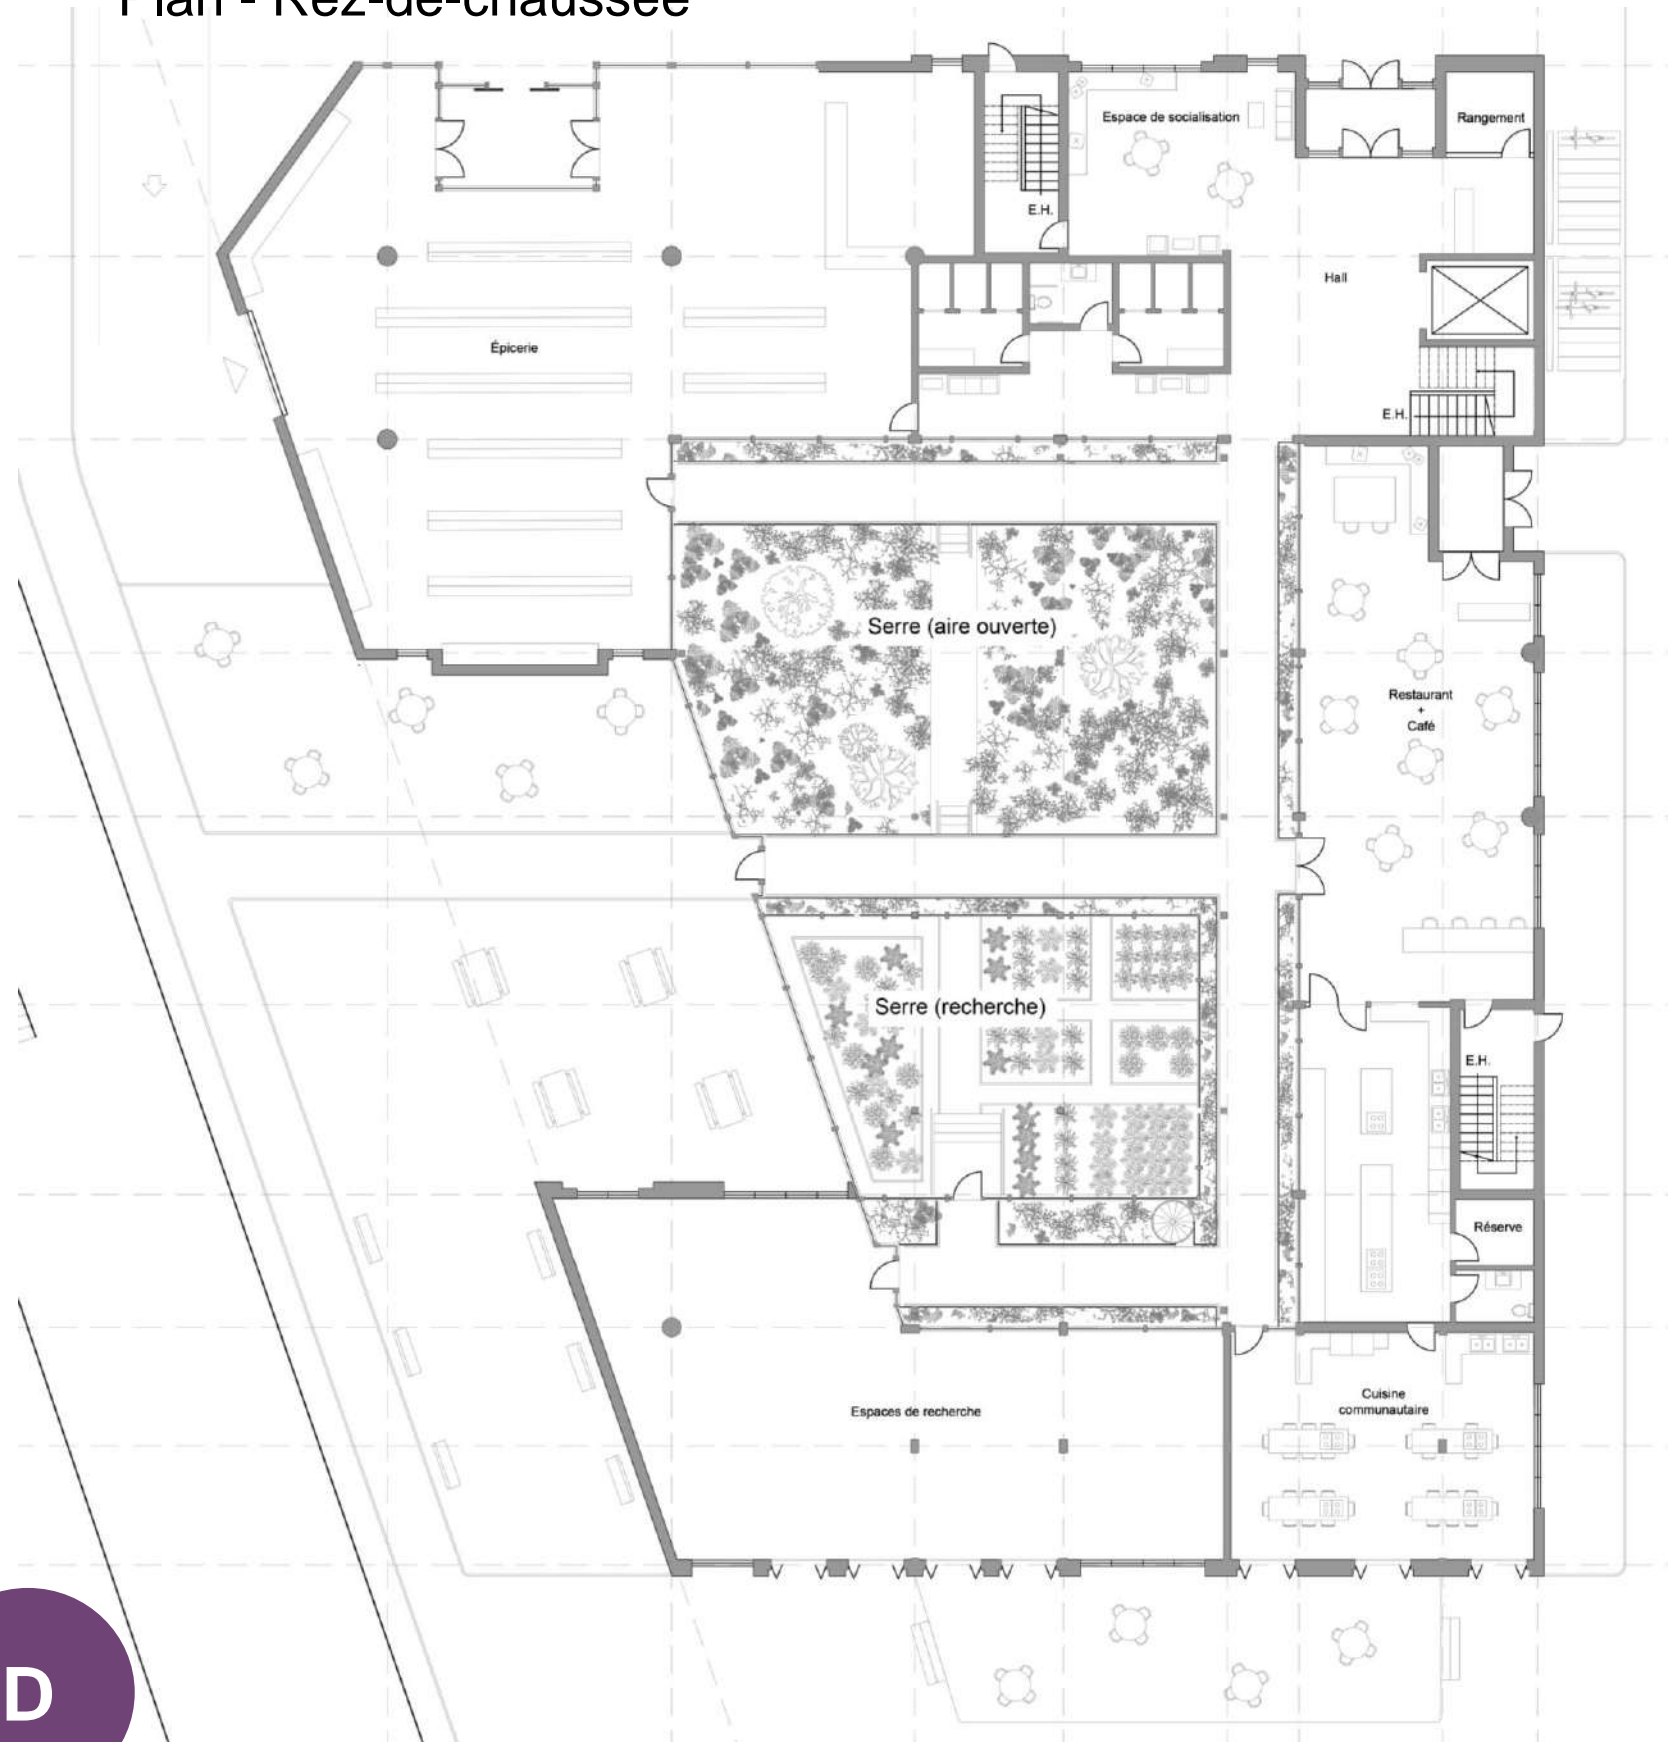 Plan - Rez-de-chaussée
Espace de socialisation
Rangement
E.H.
Hall
Épicerie
E.H.
Serre (aire ouverte)
Restaurant
+
Café
Serre (recherche)
E.H.
Réserve
Cuisine
communautaire
Espaces de recherche
D